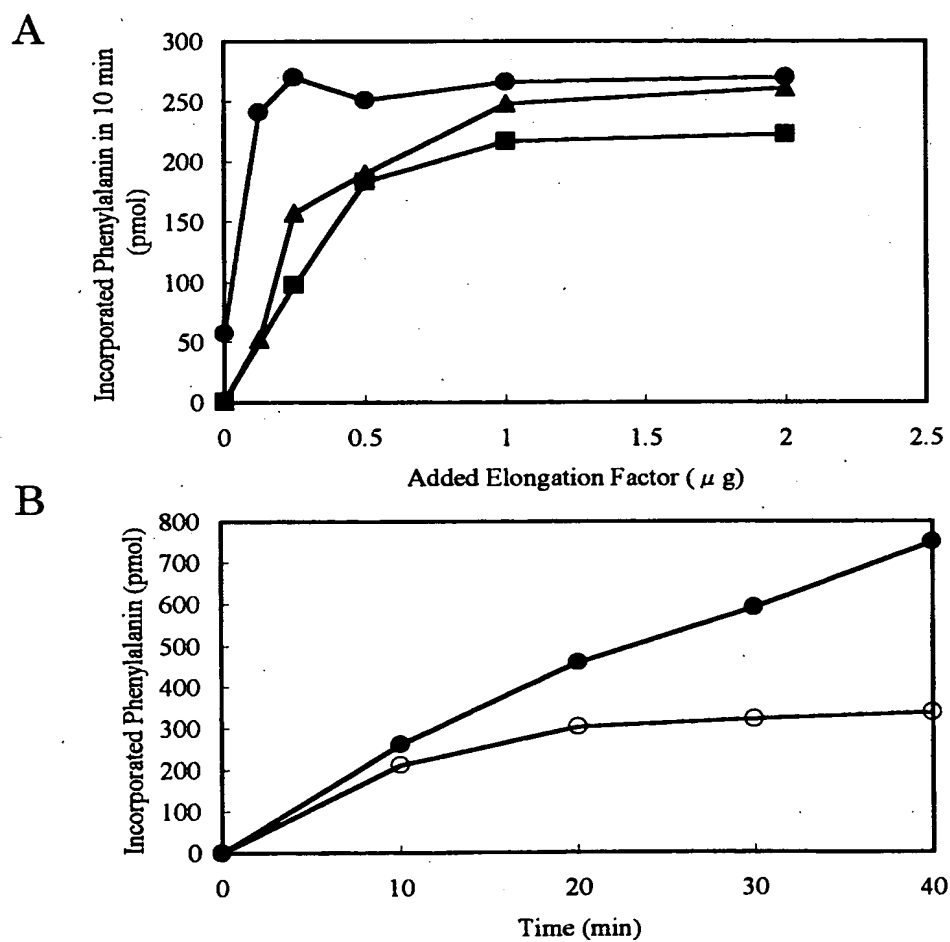 A
300
250
200
150
100
50
0
0 0.5 1 1.5 2 2.5
Incorporated Phenylalanin in 10 min
(pmol)
Added Elongation Factor ( μ g)
B
800
700
600
500
400
300
200
100
0
0 10 20 30 40
Incorporated Phenylalanin (pmol)
Time (min)